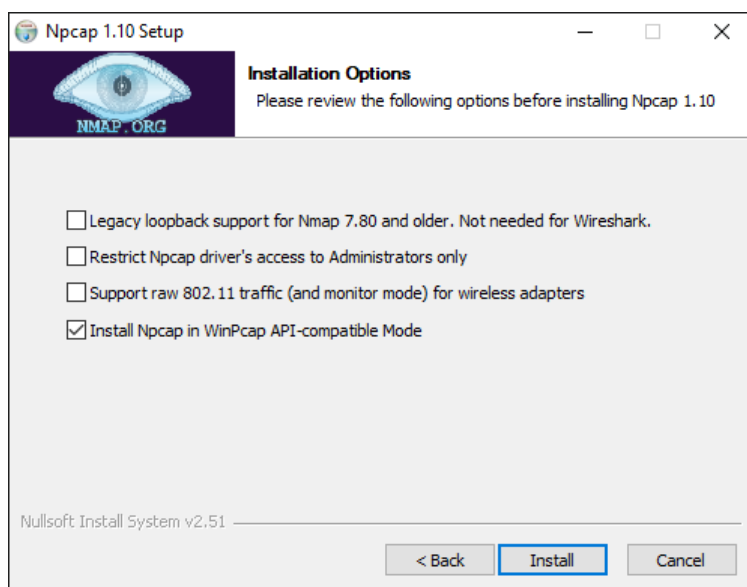 Npcap 1.10 Setup
NMAP.ORG
Installation Options
Please review the following options before installing Npcap 1.10
Legacy loopback support for Nmap 7.80 and older. Not needed for Wireshark.
Restrict Npcap driver's access to Administrators only
Support raw 802.11 traffic (and monitor mode) for wireless adapters
Install Npcap in WinPcap API-compatible Mode
Nullsoft Install System v2.51
< Back
Install
Cancel